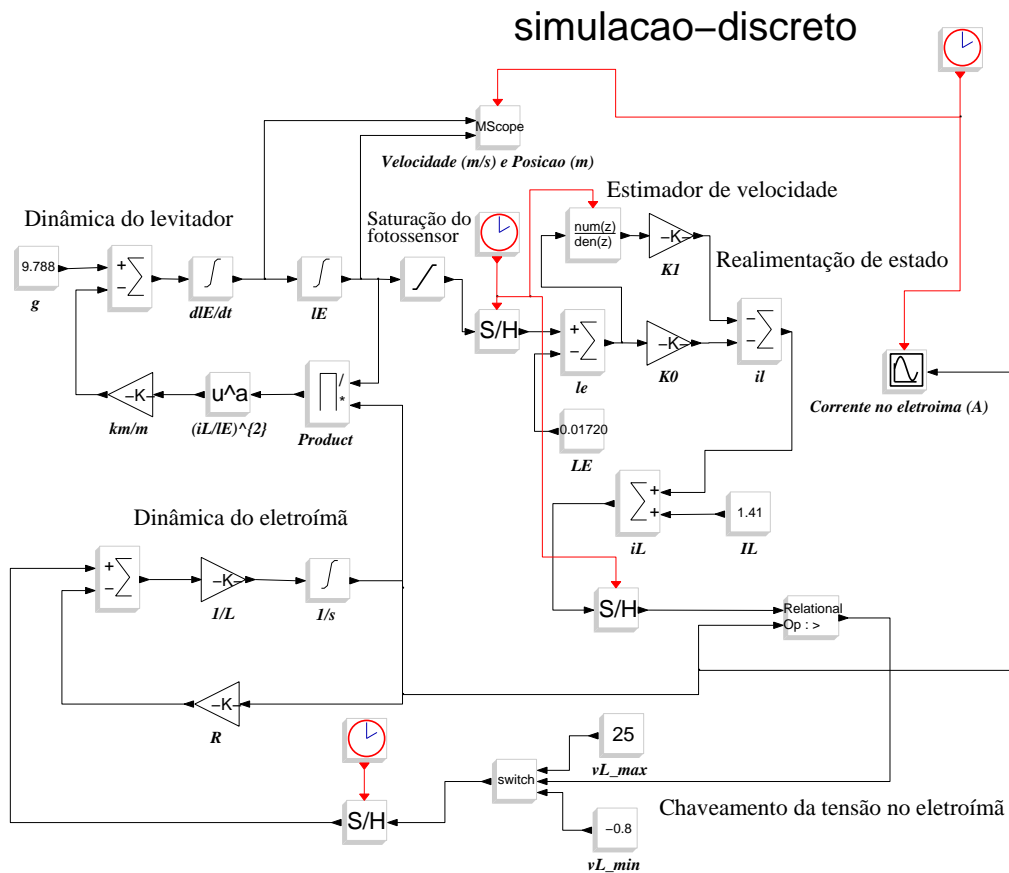 simulacao−discreto
MScope
Velocidade (m/s) e Posicao (m)
Estimador de velocidade
Dinâmica do levitador
Saturação do
fotossensor
num(z)
den(z)
−K−
K1
Realimentação de estado
9.788
g
+
−
∑
∫
dlE/dt
∫
lE
S/H
+
−
∑
le
−K−
K0
−
−
∑
il
Corrente no eletroima (A)
−K−
km/m
u^a
(iL/lE)^{2}
/
*
Product
0.01720
LE
Dinâmica do eletroímã
∑
+
+
iL
1.41
IL
+
−
∑
−K−
1/L
∫
1/s
S/H
Relational
Op : >
−K−
R
25
vL_max
switch
Chaveamento da tensão no eletroímã
S/H
−0.8
vL_min